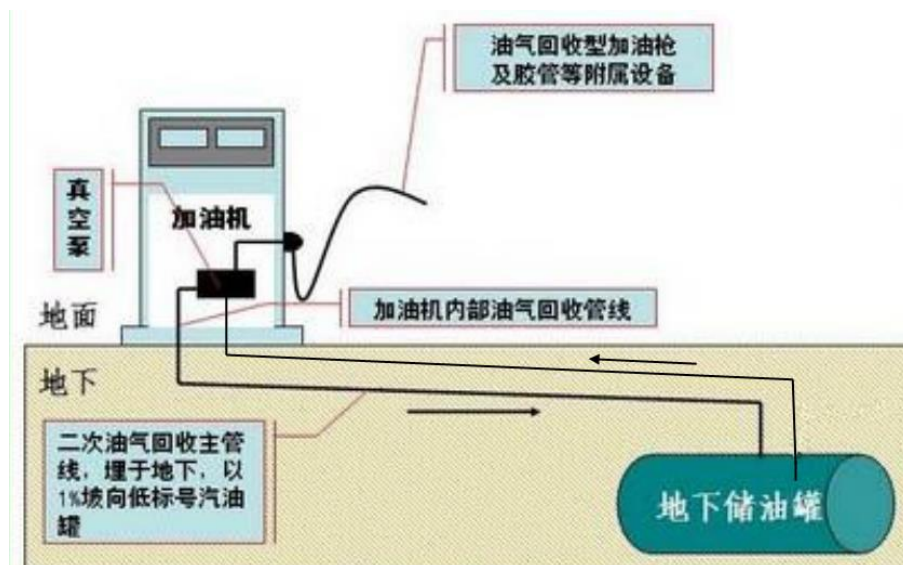 油气回收型加油枪
及胶管等附属设备
真
空
泵
加油机
加油机内部油气回收管线
地面
地下
二次油气回收主管
线，埋于地下，以
1%坡向低标号汽油
罐
地下储油罐